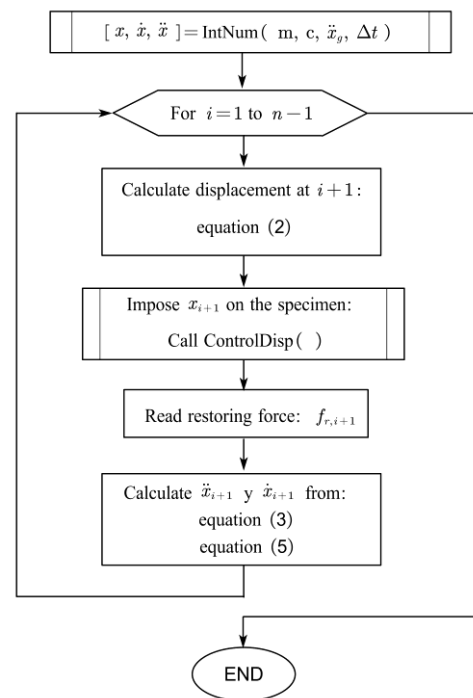 [ x, ẋ, ẍ ]=IntNum( m, c, ẍ_g, Δt )
For i=1 to n−1
Calculate displacement at i+1:
equation (2)
Impose x_{i+1} on the specimen:
Call ControlDisp( )
Read restoring force: f_{r,i+1}
Calculate ẍ_{i+1} y ẋ_{i+1} from:
equation (3)
equation (5)
END